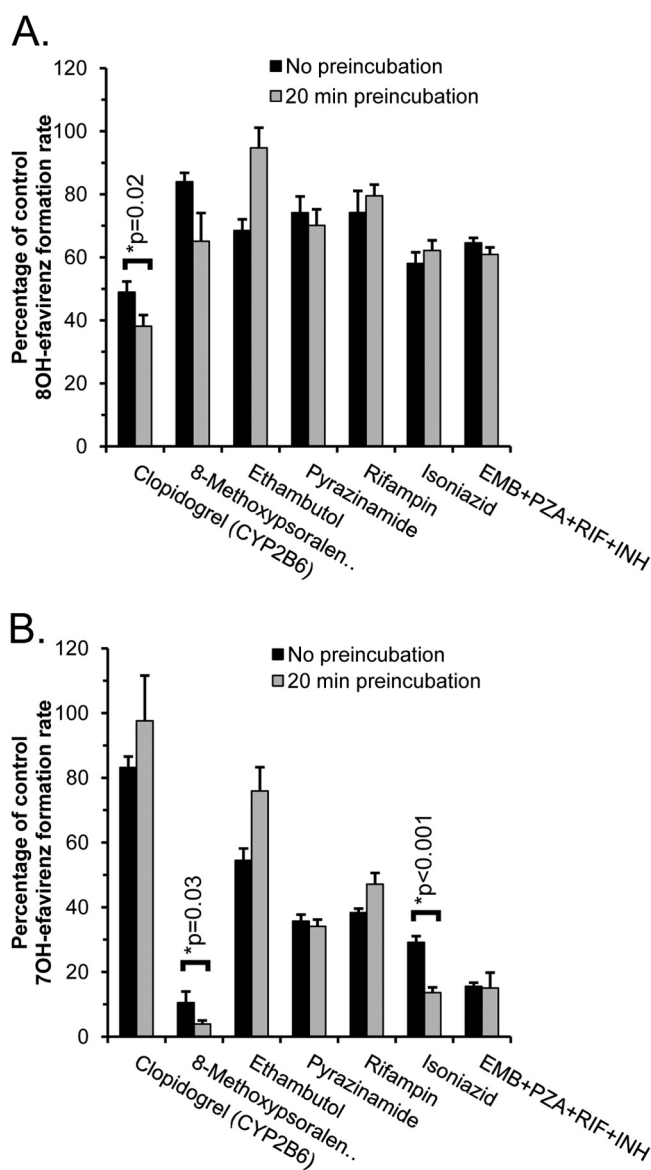 A.
120
100
80
60
40
20
0
Percentage of control
8OH-efavirenz formation rate
No preincubation
20 min preincubation
*p=0.02
Clopidogrel (CYP2B6)
8-Methoxypsoralen..
Ethambutol
Pyrazinamide
Rifampin
Isoniazid
EMB+PZA+RIF+INH
B.
120
100
80
60
40
20
0
Percentage of control
7OH-efavirenz formation rate
No preincubation
20 min preincubation
*p=0.03
*p<0.001
Clopidogrel (CYP2B6)
8-Methoxypsoralen..
Ethambutol
Pyrazinamide
Rifampin
Isoniazid
EMB+PZA+RIF+INH